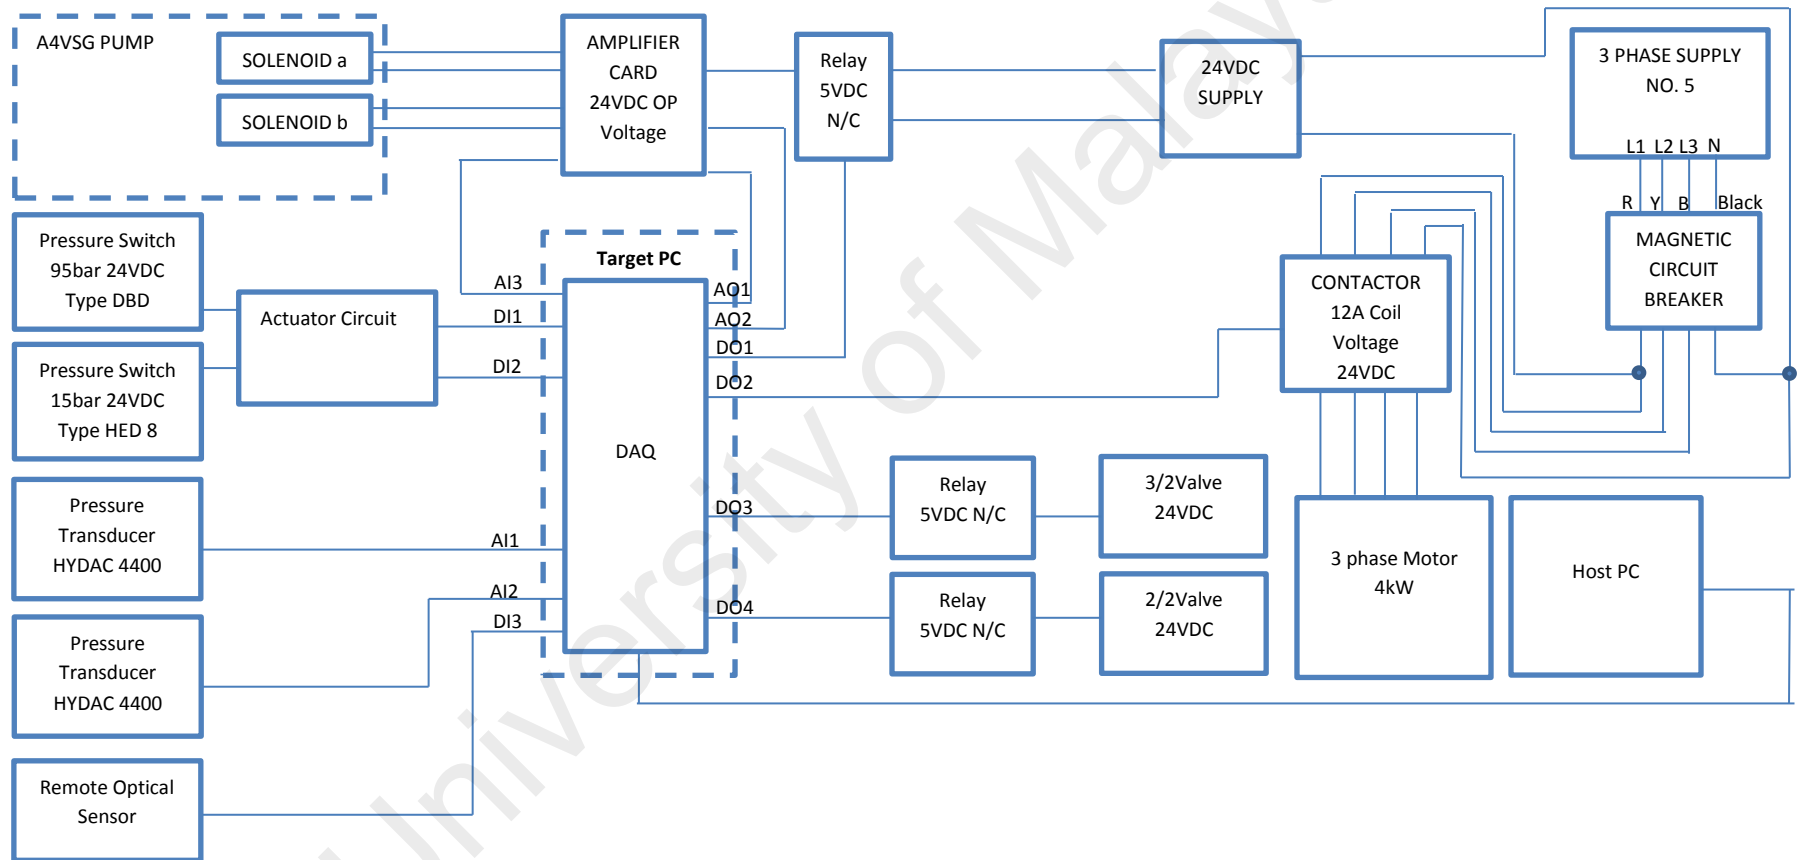 A4VSG PUMP
SOLENOID a
SOLENOID b
AMPLIFIER
CARD
24VDC OP
Voltage
Relay
5VDC
N/C
24VDC
SUPPLY
3 PHASE SUPPLY
NO. 5
L1 L2 L3 N
R Y B Black
MAGNETIC
CIRCUIT
BREAKER
CONTACTOR
12A Coil
Voltage
24VDC
Pressure Switch
95bar 24VDC
Type DBD
Pressure Switch
15bar 24VDC
Type HED 8
Actuator Circuit
Target PC
DAQ
AI3
DI1
DI2
AI1
AI2
DI3
AO1
AO2
DO1
DO2
DO3
DO4
Pressure
Transducer
HYDAC 4400
Pressure
Transducer
HYDAC 4400
Remote Optical
Sensor
Relay
5VDC N/C
3/2Valve
24VDC
Relay
5VDC N/C
2/2Valve
24VDC
3 phase Motor
4kW
Host PC
University of Malaya